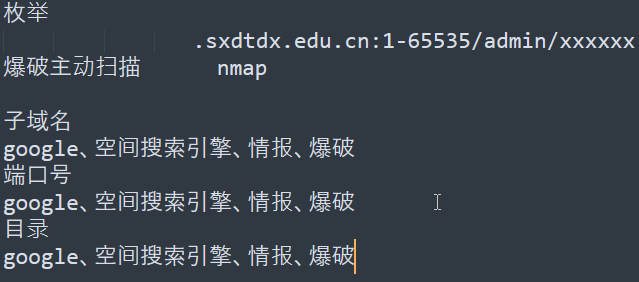 枚举
.sxdtdx.edu.cn:1-65535/admin/xxxxxx
爆破主动扫描 nmap
子域名
google、空间搜索引擎、情报、爆破
端口号
google、空间搜索引擎、情报、爆破
目录
google、空间搜索引擎、情报、爆破